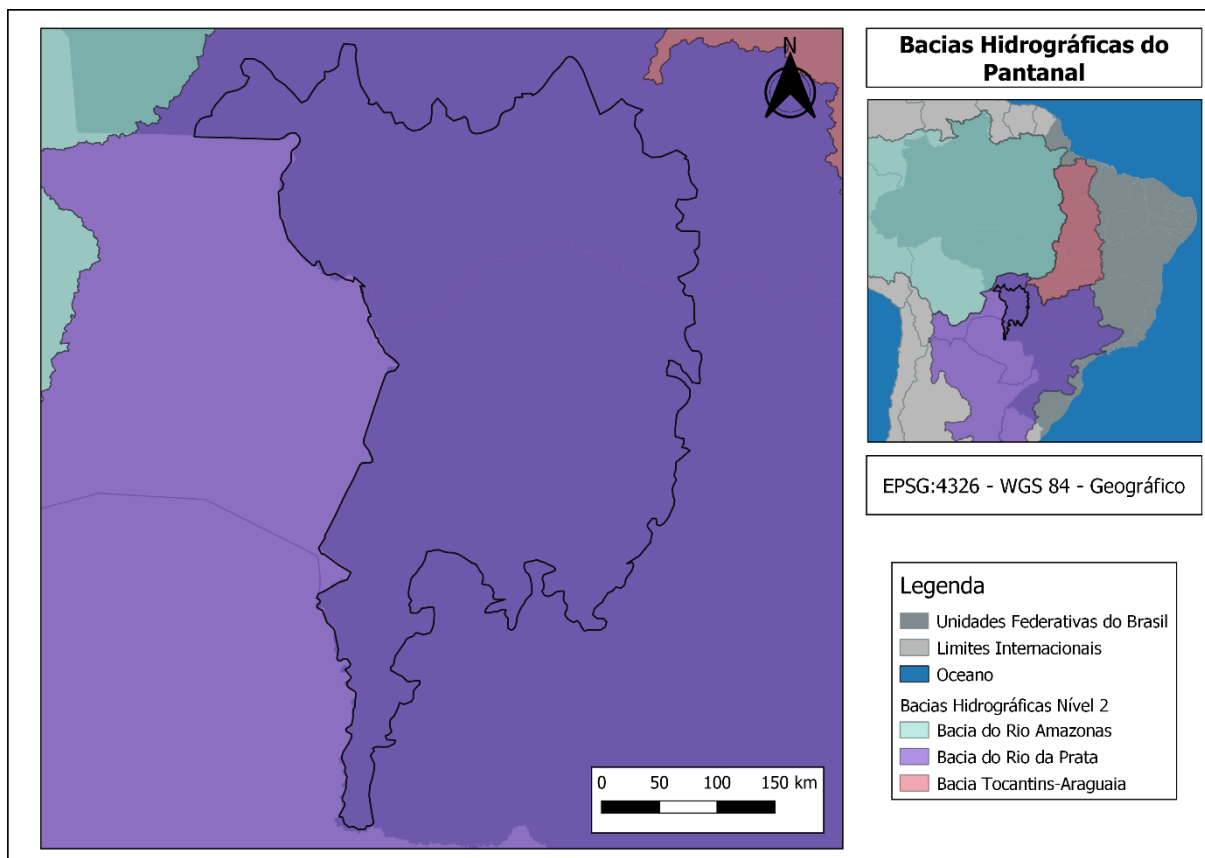 Bacias Hidrográficas do
Pantanal
N
EPSG:4326 - WGS 84 - Geográfico
Legenda
Unidades Federativas do Brasil
Limites Internacionais
Oceano
Bacias Hidrográficas Nível 2
Bacia do Rio Amazonas
Bacia do Rio da Prata
Bacia Tocantins-Araguaia
0 50 100 150 km